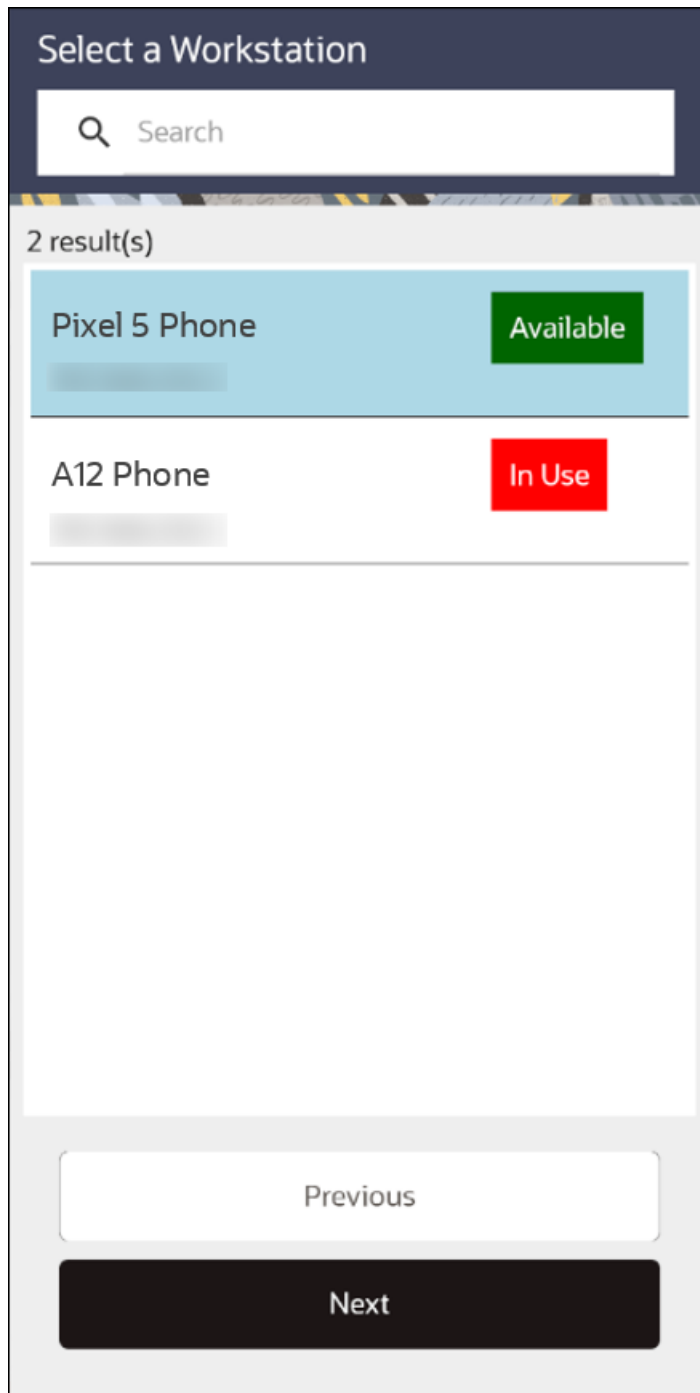 Select a Workstation
Search
2 result(s)
Pixel 5 Phone
Available
A12 Phone
In Use
Previous
Next